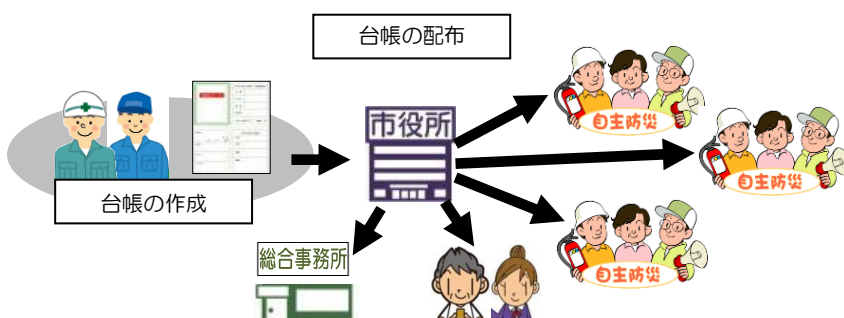 台帳の配布
市役所
台帳の作成
総合事務所
自主防災
自主防災
自主防災